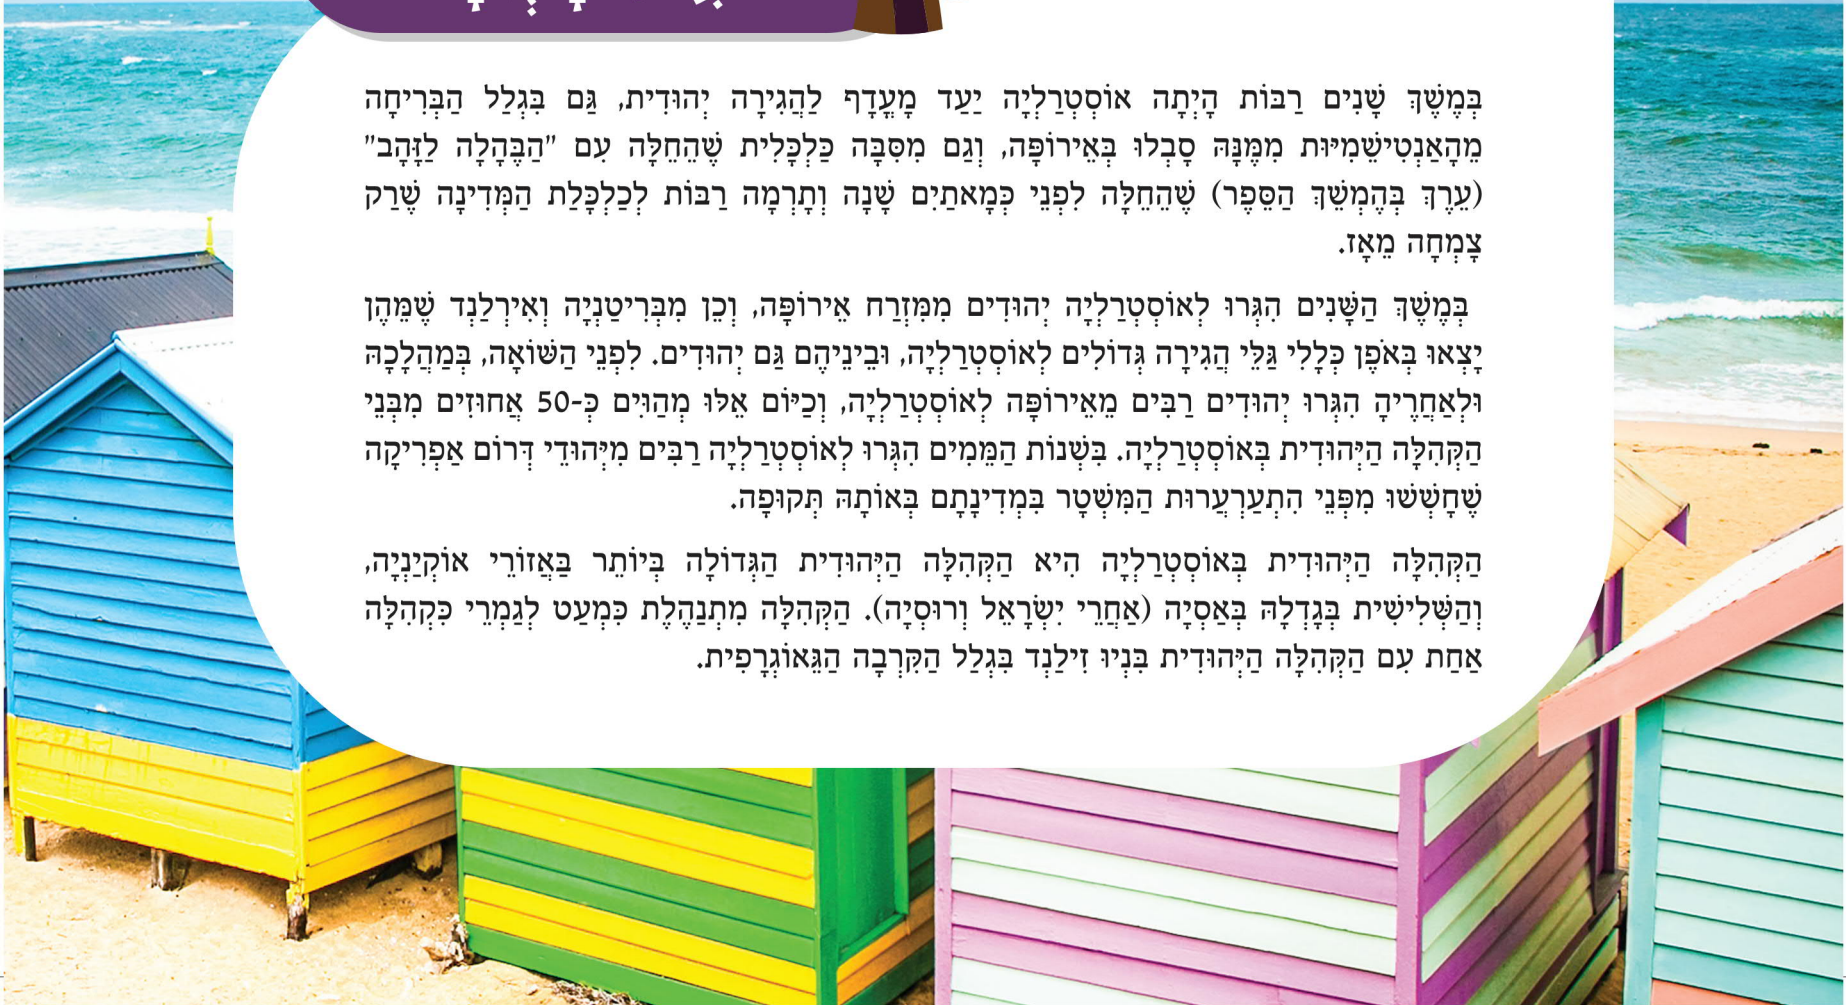 בְּמֶשֶׁךְ שָׁנִים רַבּוֹת הָיְתָה אוֹסְטְרַלְיָה יַעַד מָעֳדָף לַהֲגִירָה יְהוּדִית, גַּם בִּגְלַל הַבְּרִיחָה
מֵהָאַנְטִישֵׁמִיּוּת מִמֶּנָּהּ סָבְלוּ בְּאֵירוֹפָּה, וְגַם מִסִּבָּה כַּלְכָּלִית שֶׁהֵחֵלָּה עִם "הַבֶּהָלָה לַזָּהָב"
(עֵרֶךְ בְּהֶמְשֵׁךְ הַסֵּפֶר) שֶׁהֵחֵלָּה לִפְנֵי כְּמָאתַיִם שָׁנָה וְתָרְמָה רַבּוֹת לְכַלְכָּלַת הַמְּדִינָה שֶׁרַק
צָמְחָה מֵאָז.
בְּמֶשֶׁךְ הַשָּׁנִים הִגְּרוּ לְאוֹסְטְרַלְיָה יְהוּדִים מִמִּזְרַח אֵירוֹפָּה, וְכֵן מִבְּרִיטַנְיָה וְאִירְלַנְד שֶׁמֵּהֶן
יָצְאוּ בְּאֹפֶן כְּלָלִי גַּלֵּי הֲגִירָה גְּדוֹלִים לְאוֹסְטְרַלְיָה, וּבֵינֵיהֶם גַּם יְהוּדִים. לִפְנֵי הַשּׁוֹאָה, בְּמַהֲלָכָהּ
וּלְאַחֲרֶיהָ הִגְּרוּ יְהוּדִים רַבִּים מֵאֵירוֹפָּה לְאוֹסְטְרַלְיָה, וְכַיּוֹם אֵלּוּ מְהַוִּים כְּ-50 אֲחוּזִים מִבְּנֵי
הַקְּהִלָּה הַיְּהוּדִית בְּאוֹסְטְרַלְיָה. בִּשְׁנוֹת הַמֵּמִים הִגְּרוּ לְאוֹסְטְרַלְיָה רַבִּים מִיְּהוּדֵי דְּרוֹם אַפְרִיקָה
שֶׁחָשְׁשׁוּ מִפְּנֵי הִתְעַרְעֲרוּת הַמִּשְׁטָר בִּמְדִינָתָם בְּאוֹתָהּ תְּקוּפָה.
הַקְּהִלָּה הַיְּהוּדִית בְּאוֹסְטְרַלְיָה הִיא הַקְּהִלָּה הַיְּהוּדִית הַגְּדוֹלָה בְּיוֹתֵר בַּאֲזוֹרֵי אוֹקְיַנְיָה,
וְהַשְּׁלִישִׁית בְּגָדְלָהּ בְּאַסְיָה (אַחֲרֵי יִשְׂרָאֵל וְרוּסְיָה). הַקְּהִלָּה מִתְנַהֶלֶת כִּמְעַט לְגַמְרֵי כִּקְהִלָּה
אַחַת עִם הַקְּהִלָּה הַיְּהוּדִית בִּנְיוּ זִילַנְד בִּגְלַל הַקִּרְבָה הַגֵּאוֹגְרָפִית.